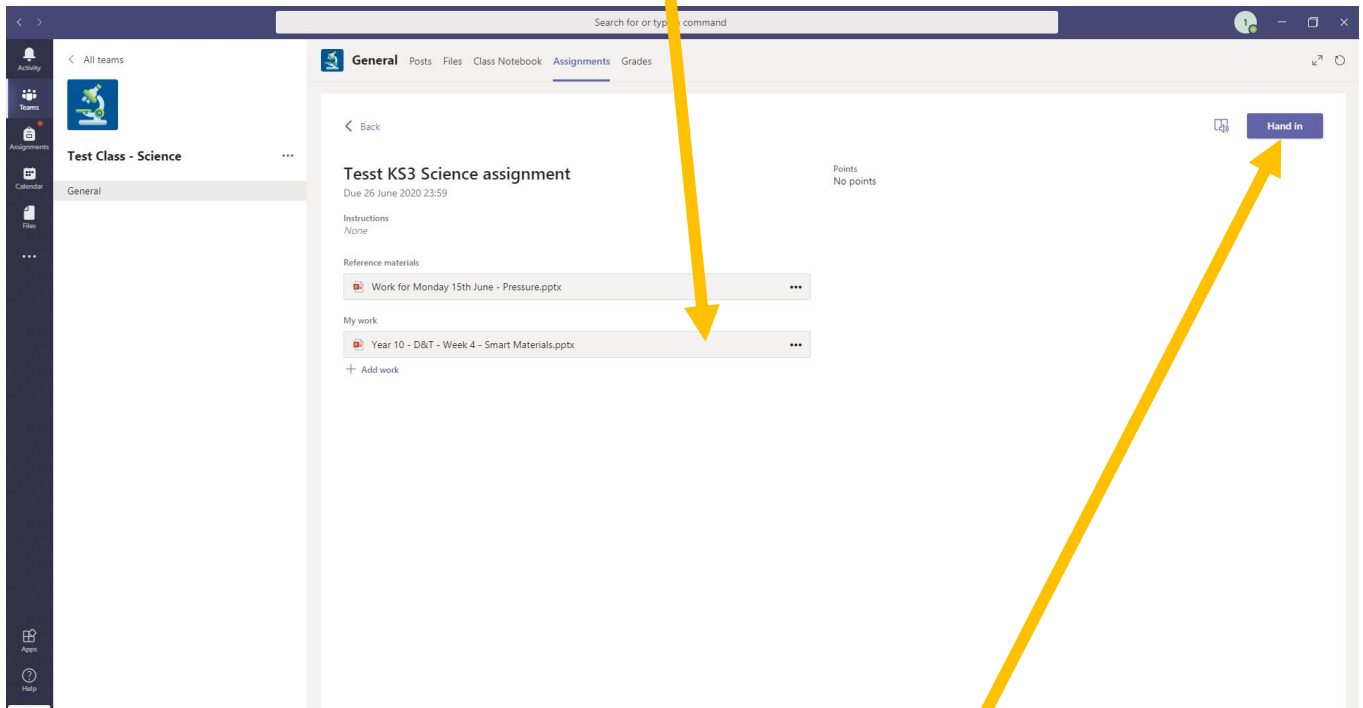 Search for or typ a command
1
Activity
Teams
Assignments
Calendar
Files
Apps
Help
All teams
Test Class - Science
General
General Posts Files Class Notebook Assignments Grades
Back
Hand in
Tesst KS3 Science assignment
Due 26 June 2020 23:59
Points
No points
Instructions
None
Reference materials
Work for Monday 15th June - Pressure.pptx
My work
Year 10 - D&T - Week 4 - Smart Materials.pptx
+ Add work